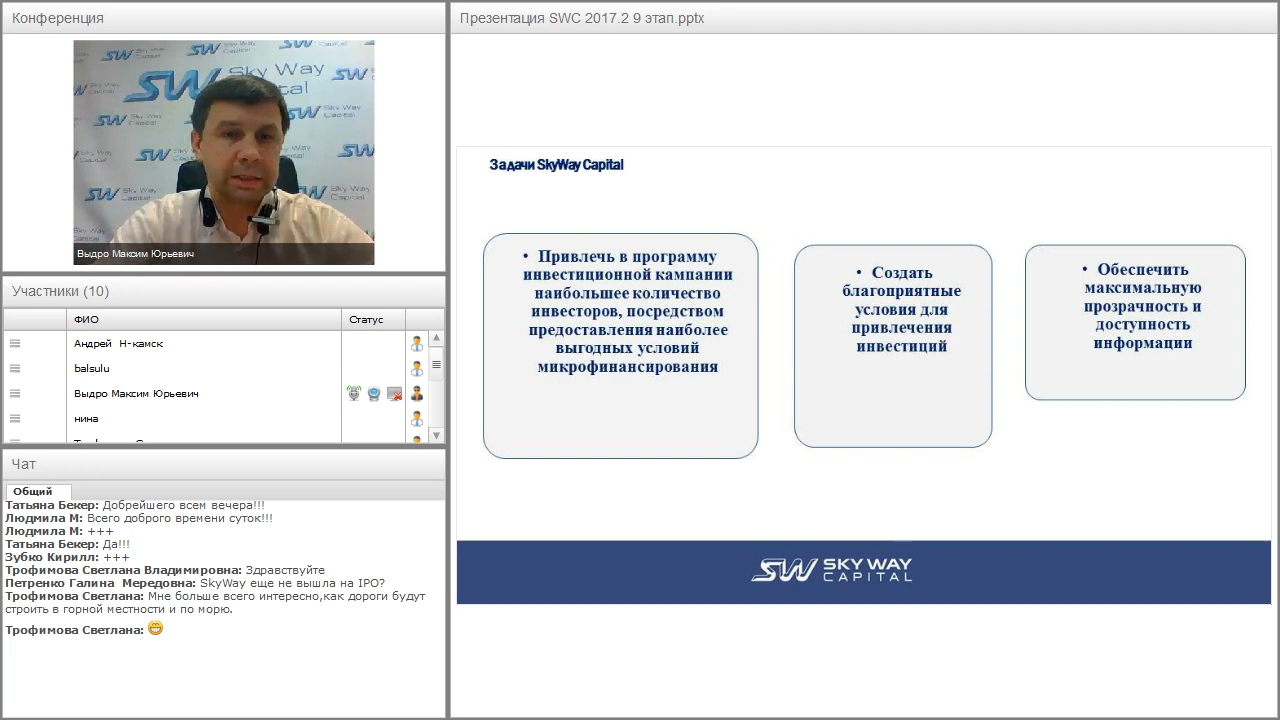 Конференция
SW Sky Way Capital
Выдро Максим Юрьевич
Участники (10)
ФИО
Статус
Андрей Н-камск
balsulu
Выдро Максим Юрьевич
нина
Чат
Общий
Татьяна Бекер: Добрейшего всем вечера!!!
Людмила М: Всего доброго времени суток!!!
Людмила М: +++
Татьяна Бекер: Да!!!
Зубко Кирилл: +++
Трофимова Светлана Владимировна: Здравствуйте
Петренко Галина Мередовна: SkyWay еще не вышла на IPO?
Трофимова Светлана: Мне больше всего интересно,как дороги будут
строить в горной местности и по морю.
Трофимова Светлана:
Презентация SWC 2017.2 9 этап.pptx
Задачи SkyWay Capital
• Привлечь в программу
инвестиционной кампании
наибольшее количество
инвесторов, посредством
предоставления наиболее
выгодных условий
микрофинансирования
• Создать
благоприятные
условия для
привлечения
инвестиций
• Обеспечить
максимальную
прозрачность и
доступность
информации
SW SKY WAY
CAPITAL